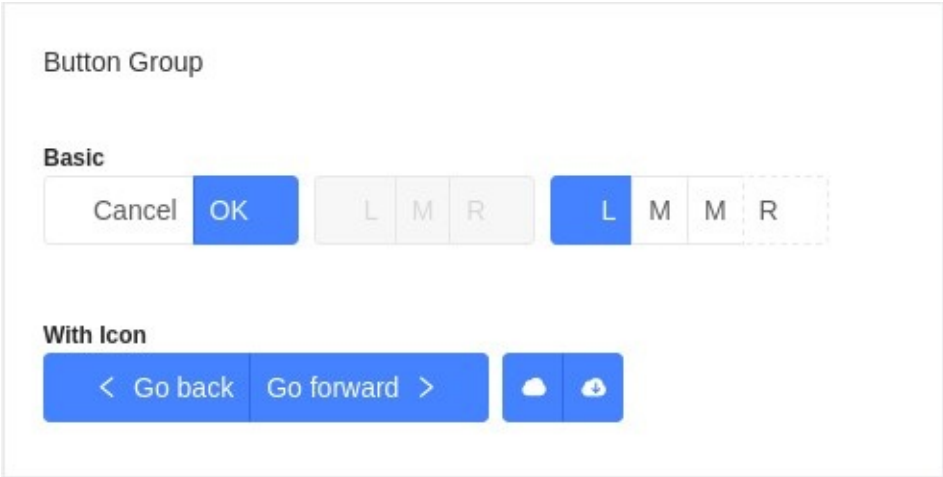 Button Group
Basic
Cancel OK L M R L M M R
With Icon
< Go back Go forward >